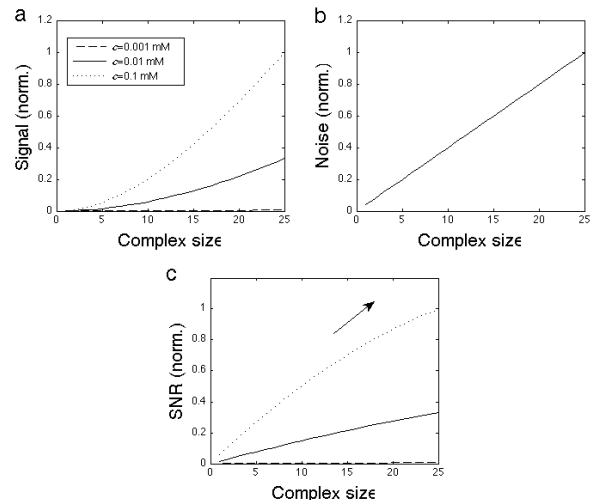 a
1.2
1
0.8
0.6
0.4
0.2
0
0 5 10 15 20 25
Signal (norm.)
Complex size
c=0.001 mM
c=0.01 mM
c=0.1 mM
b
1.2
1
0.8
0.6
0.4
0.2
0
0 5 10 15 20 25
Noise (norm.)
Complex size
c
1
0.8
0.6
0.4
0.2
0
0 5 10 15 20 25
SNR (norm.)
Complex size